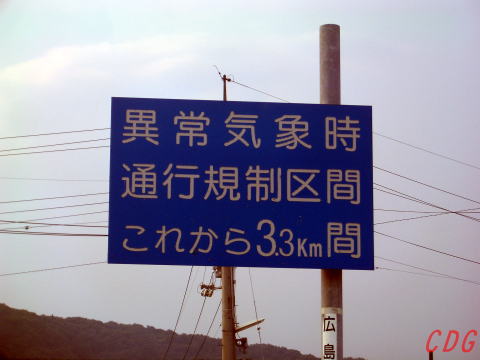 異常気象時
通行規制区間
これから3.3Km間
広島
CDG